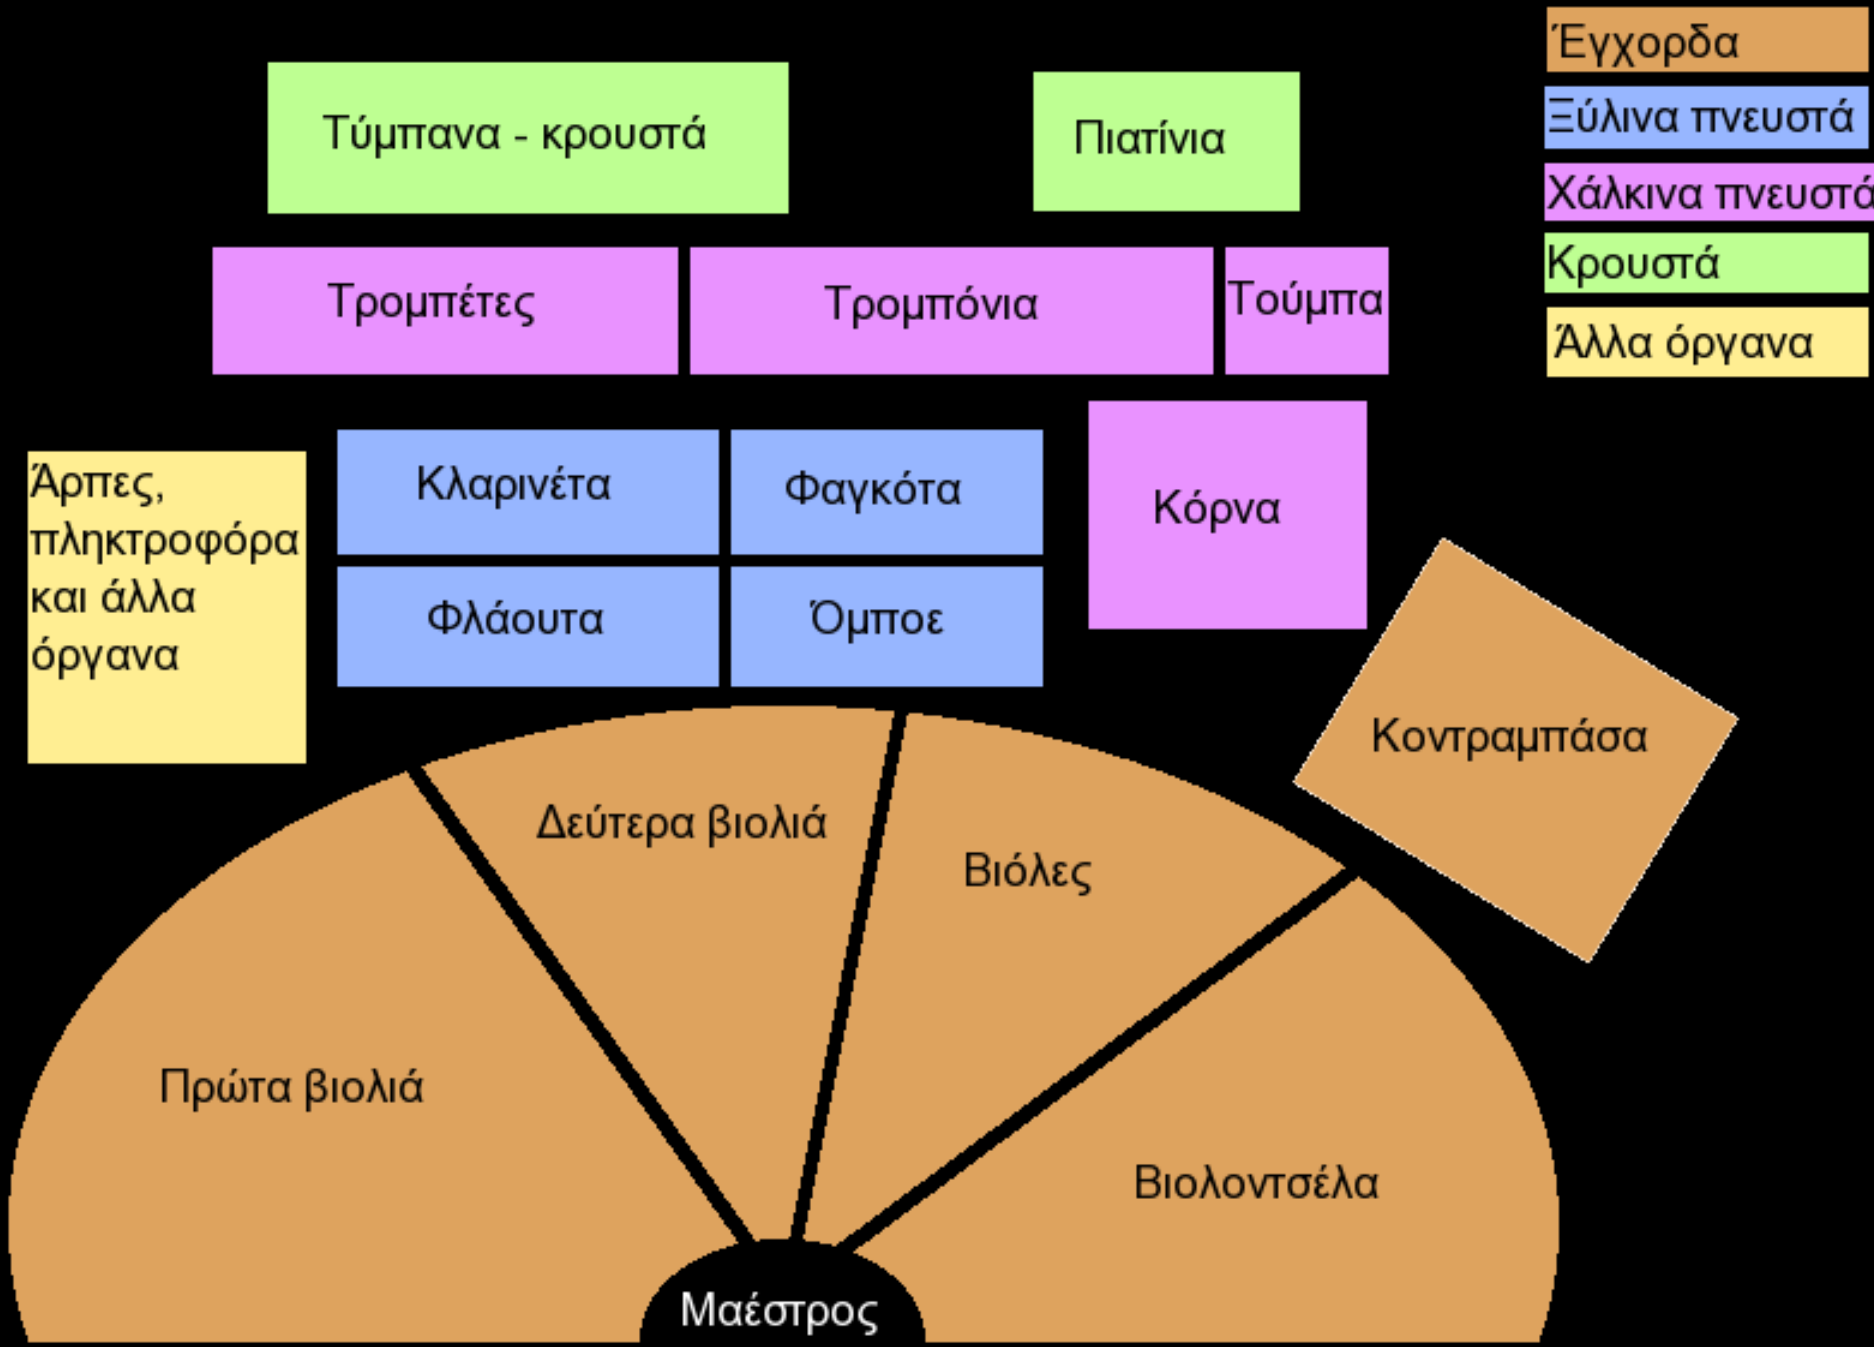 Έγχορδα
Ξύλινα πνευστά
Χάλκινα πνευστά
Κρουστά
Άλλα όργανα
Τύμπανα - κρουστά
Πιατίνια
Τρομπέτες
Τρομπόνια
Τούμπα
Άρπες,
πληκτροφόρα
και άλλα
όργανα
Κλαρινέτα
Φαγκότα
Κόρνα
Φλάουτα
Όμποε
Κοντραμπάσα
Δεύτερα βιολιά
Βιόλες
Πρώτα βιολιά
Βιολοντσέλα
Μαέστρος